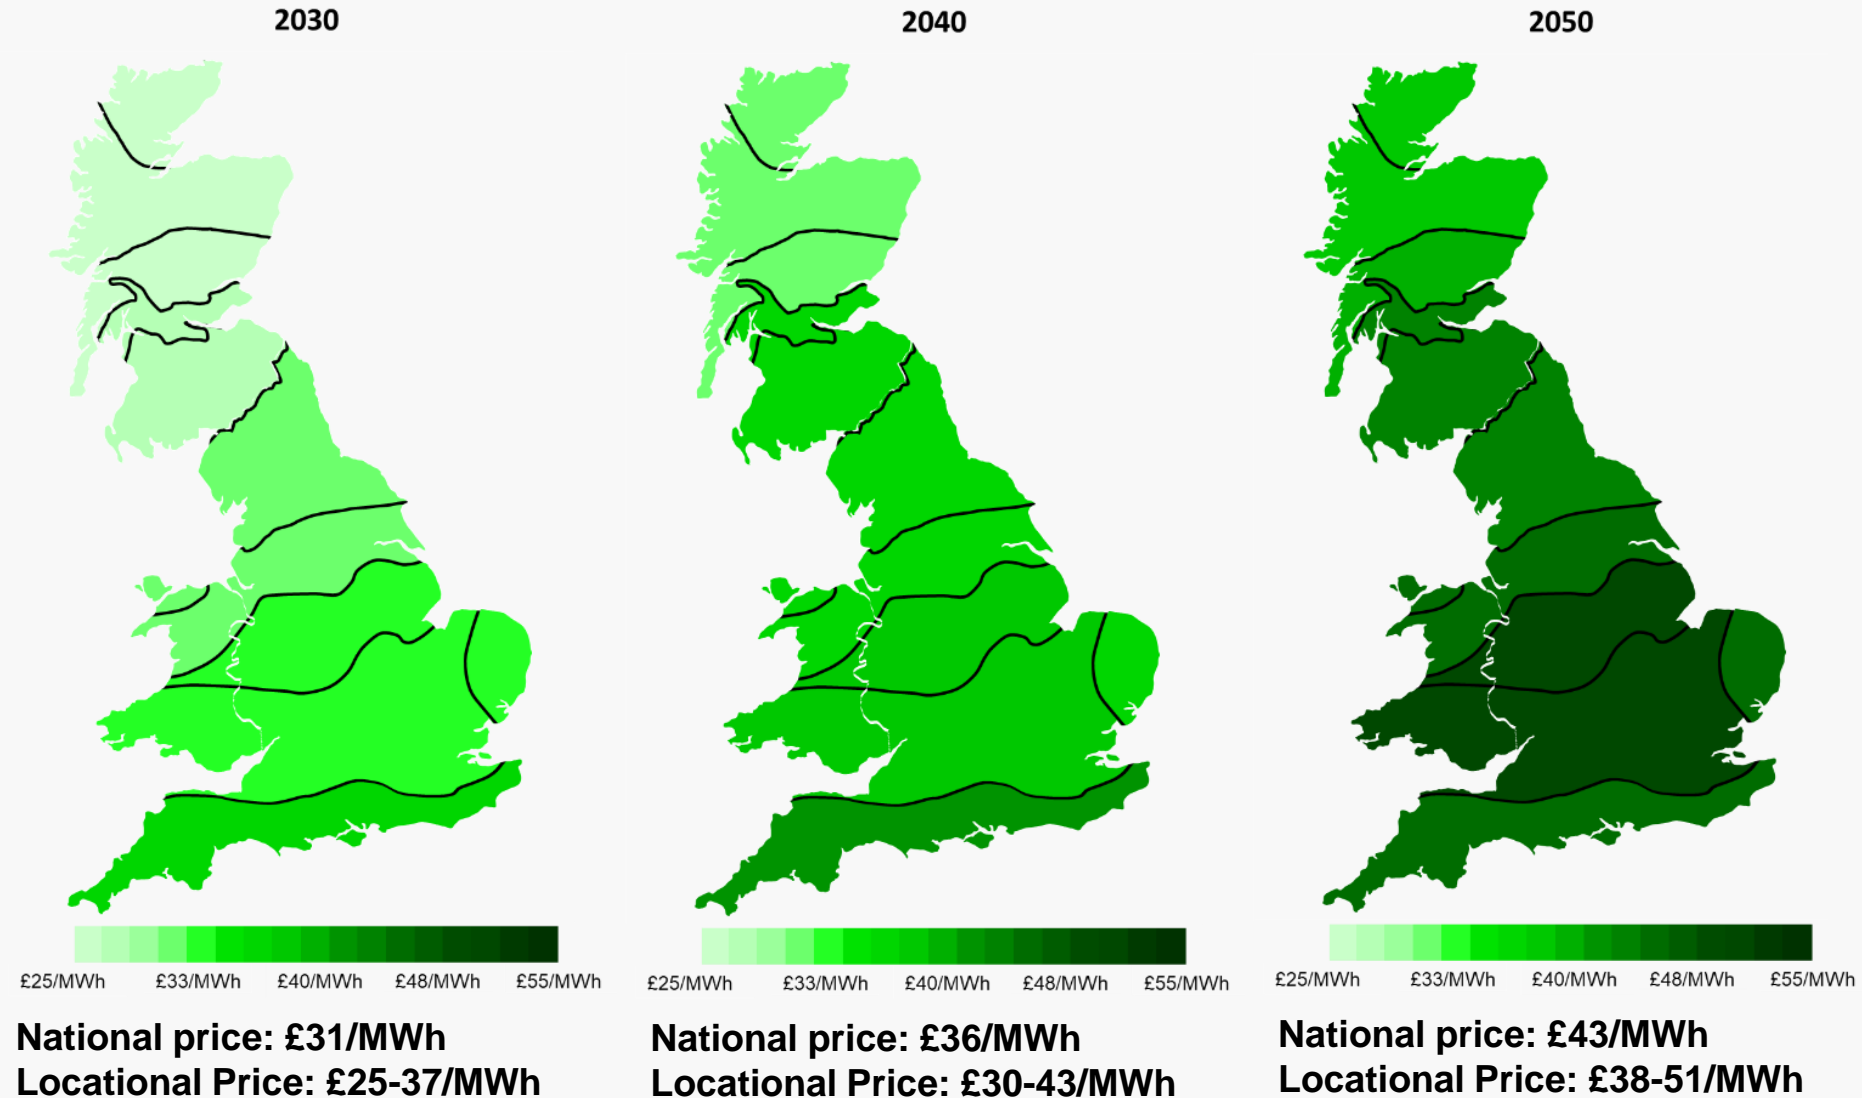 2030
2040
2050
£25/MWh £33/MWh £40/MWh £48/MWh £55/MWh
£25/MWh £33/MWh £40/MWh £48/MWh £55/MWh
£25/MWh £33/MWh £40/MWh £48/MWh £55/MWh
National price: £31/MWh
Locational Price: £25-37/MWh
National price: £36/MWh
Locational Price: £30-43/MWh
National price: £43/MWh
Locational Price: £38-51/MWh